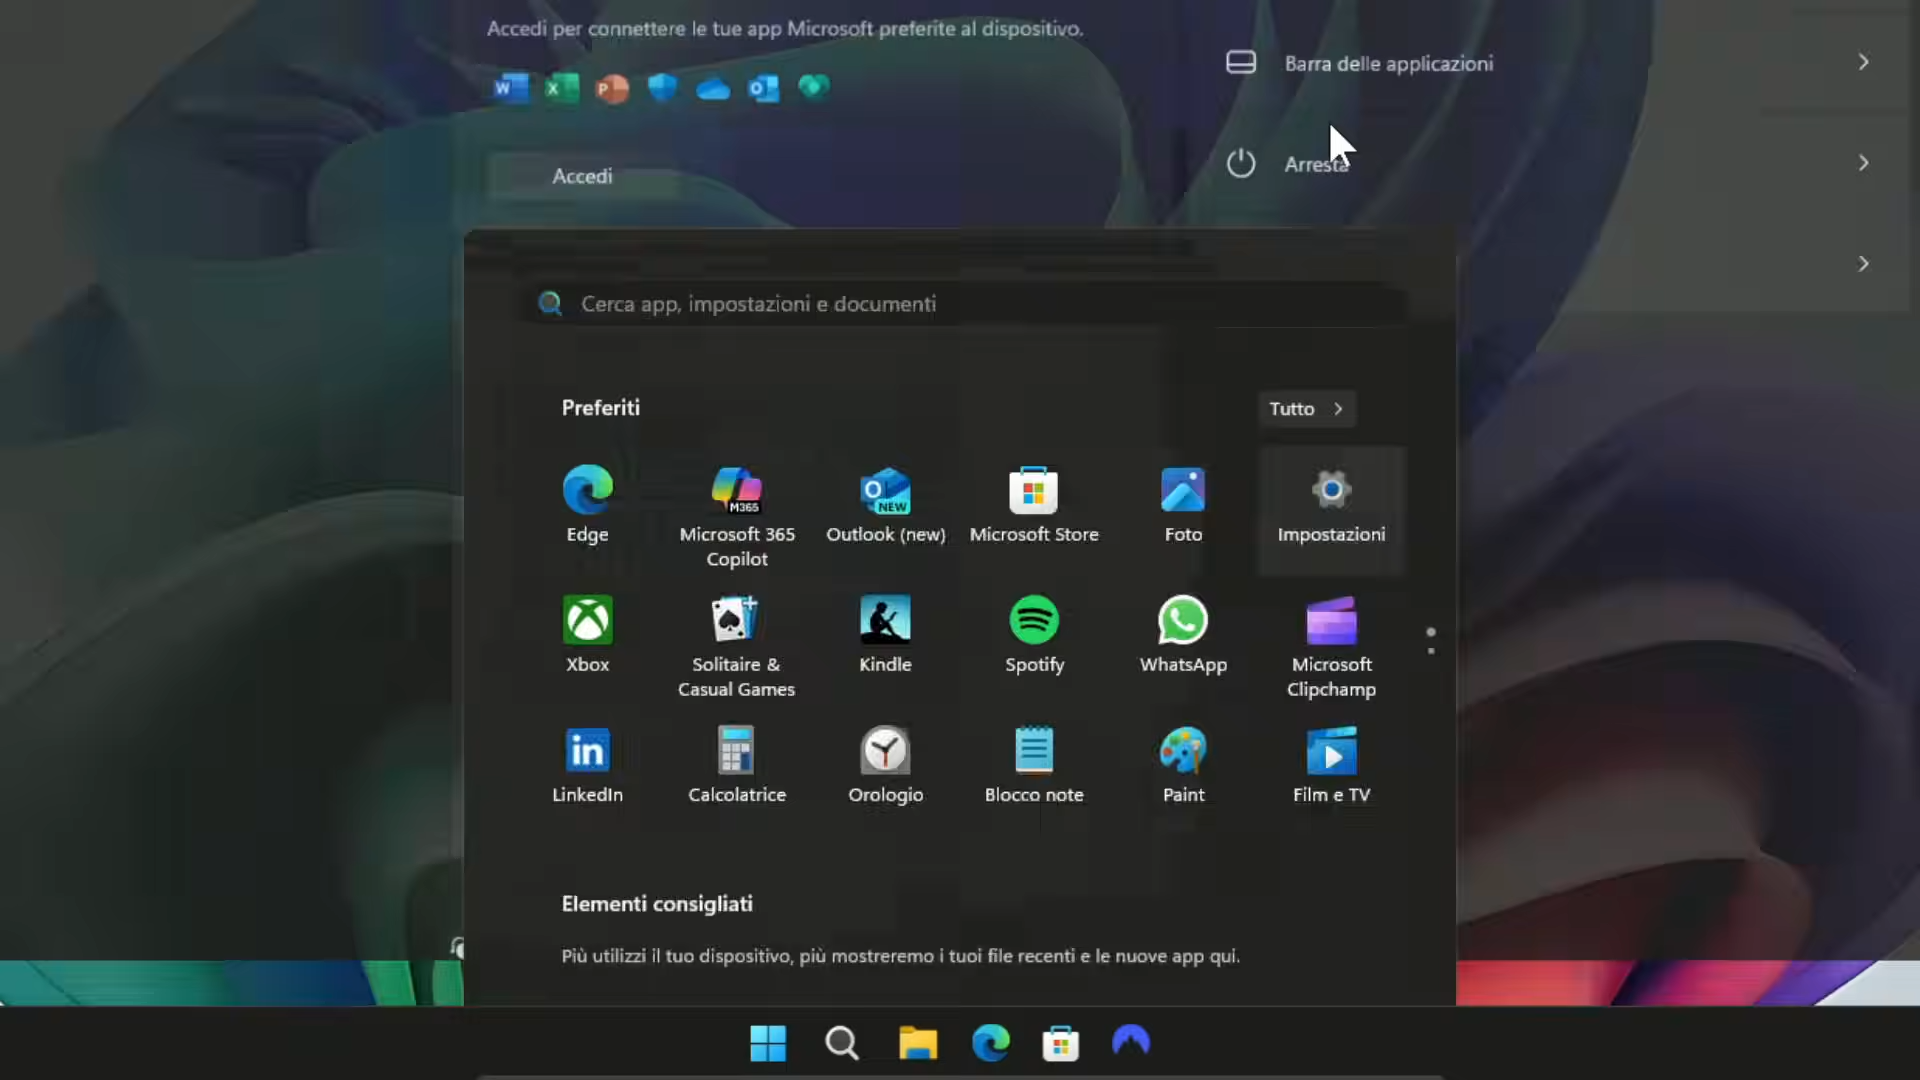 Accedi per connettere le tue app Microsoft preferite al dispositivo.
Barra delle applicazioni
Accedi
Arresta
Cerca app, impostazioni e documenti
Preferiti
Tutto
M365
NEW
Edge
Microsoft 365
Copilot
Outlook (new)
Microsoft Store
Foto
Impostazioni
Xbox
Solitaire &
Casual Games
Kindle
Spotify
WhatsApp
Microsoft
Clipchamp
LinkedIn
Calcolatrice
Orologio
Blocco note
Paint
Film e TV
Elementi consigliati
Più utilizzi il tuo dispositivo, più mostreremo i tuoi file recenti e le nuove app qui.